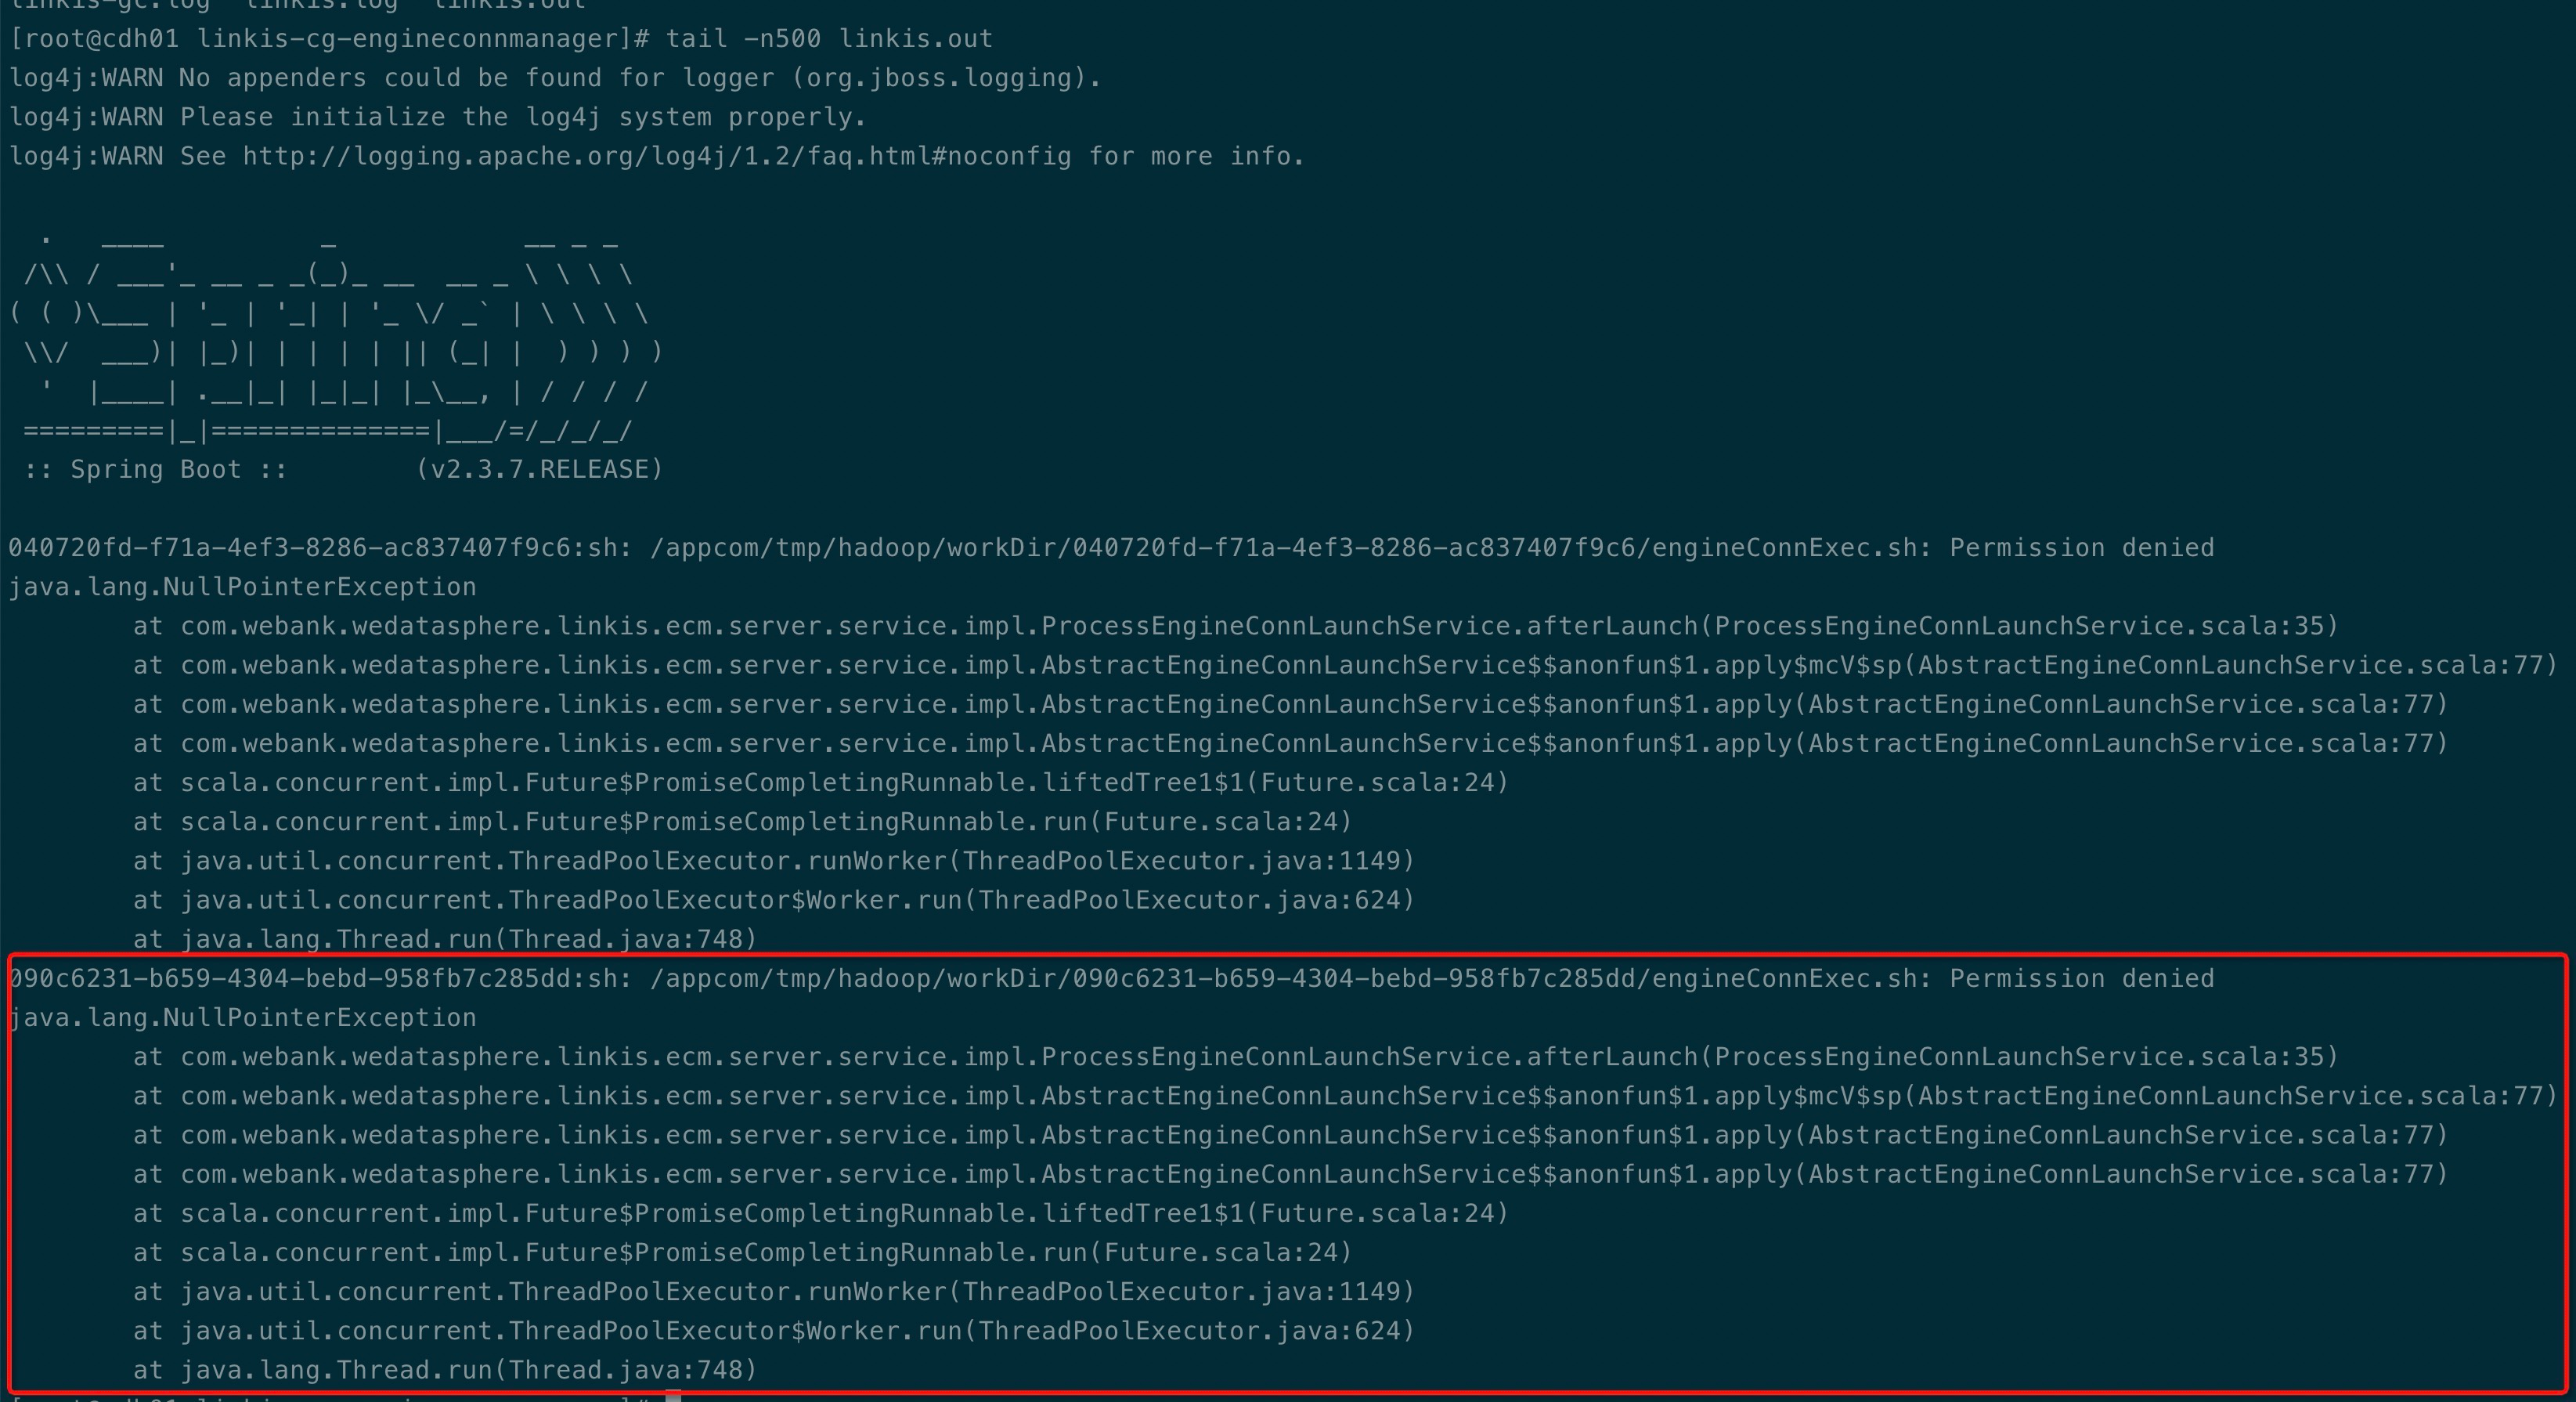 linkis-gc.log  linkis.log  linkis.out
[root@cdh01 linkis-cg-engineconnmanager]# tail -n500 linkis.out
log4j:WARN No appenders could be found for logger (org.jboss.logging).
log4j:WARN Please initialize the log4j system properly.
log4j:WARN See http://logging.apache.org/log4j/1.2/faq.html#noconfig for more info.
  .   ____          _            __ _ _
 /\\ / ___'_ __ _ _(_)_ __  __ _ \ \ \ \
( ( )\___ | '_ | '_| | '_ \/ _` | \ \ \ \
 \\/  ___)| |_)| | | | | || (_| |  ) ) ) )
  '  |____| .__|_| |_|_| |_\__, | / / / /
 =========|_|==============|___/=/_/_/_/
 :: Spring Boot ::        (v2.3.7.RELEASE)
040720fd-f71a-4ef3-8286-ac837407f9c6:sh: /appcom/tmp/hadoop/workDir/040720fd-f71a-4ef3-8286-ac837407f9c6/engineConnExec.sh: Permission denied
java.lang.NullPointerException
        at com.webank.wedatasphere.linkis.ecm.server.service.impl.ProcessEngineConnLaunchService.afterLaunch(ProcessEngineConnLaunchService.scala:35)
        at com.webank.wedatasphere.linkis.ecm.server.service.impl.AbstractEngineConnLaunchService$$anonfun$1.apply$mcV$sp(AbstractEngineConnLaunchService.scala:77)
        at com.webank.wedatasphere.linkis.ecm.server.service.impl.AbstractEngineConnLaunchService$$anonfun$1.apply(AbstractEngineConnLaunchService.scala:77)
        at com.webank.wedatasphere.linkis.ecm.server.service.impl.AbstractEngineConnLaunchService$$anonfun$1.apply(AbstractEngineConnLaunchService.scala:77)
        at scala.concurrent.impl.Future$PromiseCompletingRunnable.liftedTree1$1(Future.scala:24)
        at scala.concurrent.impl.Future$PromiseCompletingRunnable.run(Future.scala:24)
        at java.util.concurrent.ThreadPoolExecutor.runWorker(ThreadPoolExecutor.java:1149)
        at java.util.concurrent.ThreadPoolExecutor$Worker.run(ThreadPoolExecutor.java:624)
        at java.lang.Thread.run(Thread.java:748)
090c6231-b659-4304-bebd-958fb7c285dd:sh: /appcom/tmp/hadoop/workDir/090c6231-b659-4304-bebd-958fb7c285dd/engineConnExec.sh: Permission denied
java.lang.NullPointerException
        at com.webank.wedatasphere.linkis.ecm.server.service.impl.ProcessEngineConnLaunchService.afterLaunch(ProcessEngineConnLaunchService.scala:35)
        at com.webank.wedatasphere.linkis.ecm.server.service.impl.AbstractEngineConnLaunchService$$anonfun$1.apply$mcV$sp(AbstractEngineConnLaunchService.scala:77)
        at com.webank.wedatasphere.linkis.ecm.server.service.impl.AbstractEngineConnLaunchService$$anonfun$1.apply(AbstractEngineConnLaunchService.scala:77)
        at com.webank.wedatasphere.linkis.ecm.server.service.impl.AbstractEngineConnLaunchService$$anonfun$1.apply(AbstractEngineConnLaunchService.scala:77)
        at scala.concurrent.impl.Future$PromiseCompletingRunnable.liftedTree1$1(Future.scala:24)
        at scala.concurrent.impl.Future$PromiseCompletingRunnable.run(Future.scala:24)
        at java.util.concurrent.ThreadPoolExecutor.runWorker(ThreadPoolExecutor.java:1149)
        at java.util.concurrent.ThreadPoolExecutor$Worker.run(ThreadPoolExecutor.java:624)
        at java.lang.Thread.run(Thread.java:748)